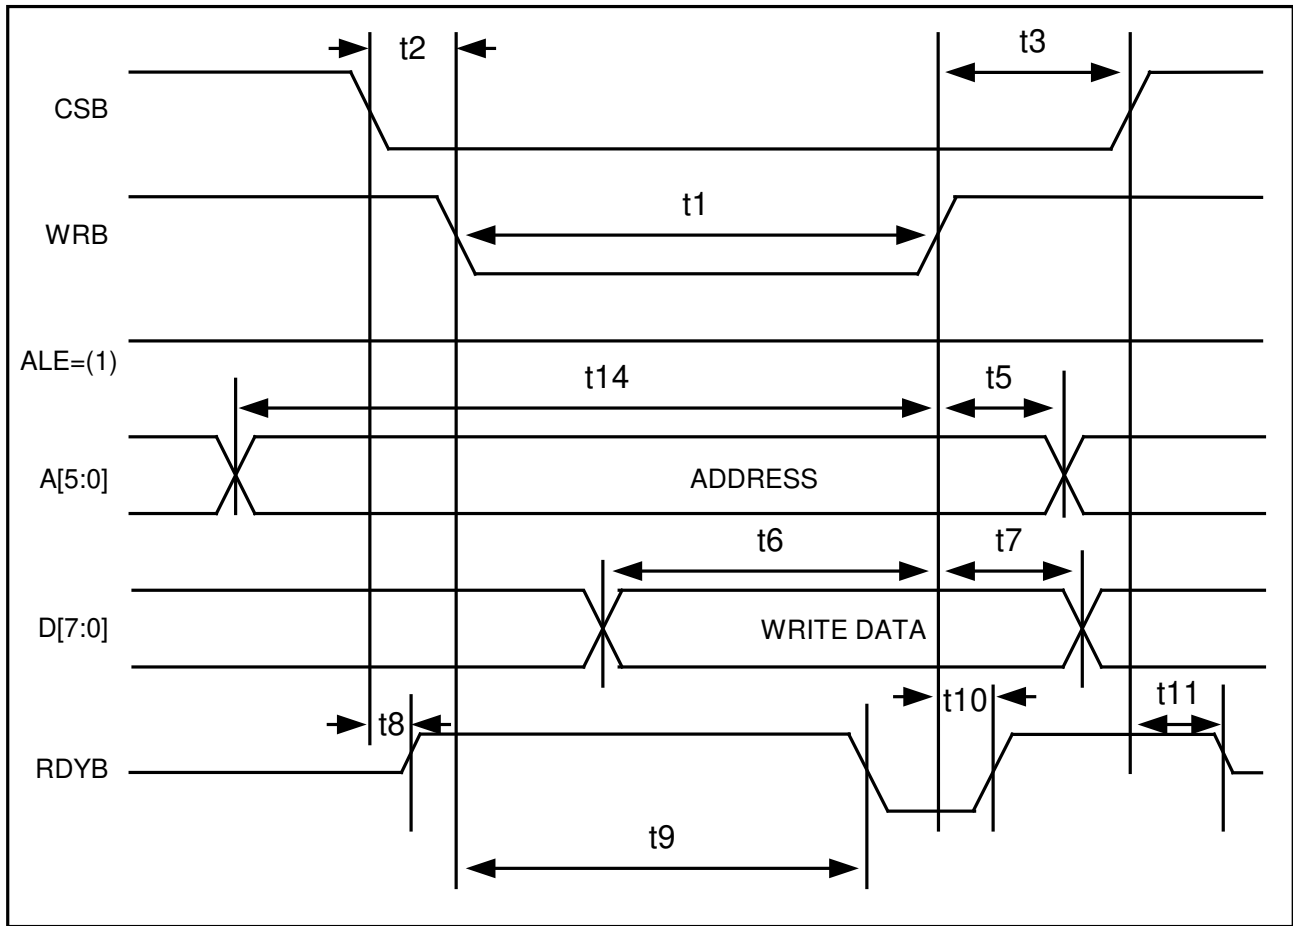 t2
t3
CSB
t1
WRB
ALE=(1)
t14
t5
A[5:0]
ADDRESS
t6
t7
D[7:0]
WRITE DATA
t8
t10
t11
RDYB
t9